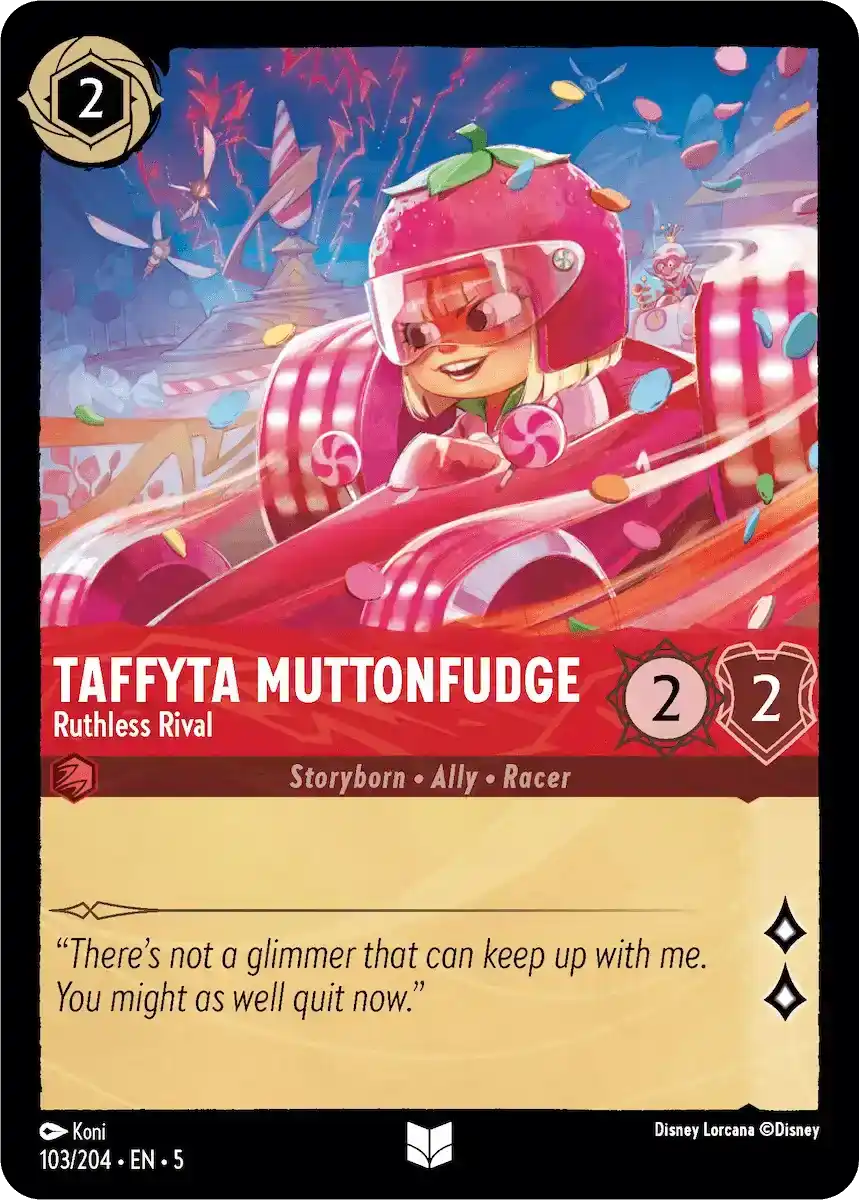 2
TAFFYTA MUTTONFUDGE
Ruthless Rival
2
2
Storyborn • Ally • Racer
“There’s not a glimmer that can keep up with me.
You might as well quit now.”
Koni
103/204 • EN • 5
Disney Lorcana ©Disney